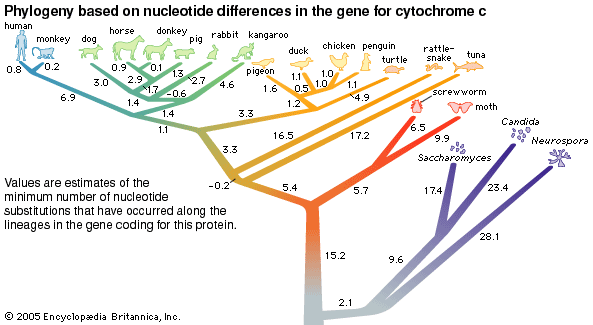 Phylogeny based on nucleotide differences in the gene for cytochrome c
human
monkey
dog
horse
donkey
pig
rabbit
kangaroo
pigeon
duck
chicken
penguin
turtle
rattle-
snake
tuna
screwworm
moth
Saccharomyces
Candida
Neurospora
0.8
0.2
3.0
0.9
0.1
2.9
1.7
1.3
2.7
-0.6
4.6
1.4
1.4
6.9
1.1
1.6
1.1
1.0
0.5
1.0
1.1
1.2
4.9
3.3
16.5
17.2
3.3
-0.2
5.4
6.5
9.9
5.7
17.4
23.4
28.1
9.6
15.2
2.1
Values are estimates of the
minimum number of nucleotide
substitutions that have occurred along the
lineages in the gene coding for this protein.
© 2005 Encyclopædia Britannica, Inc.